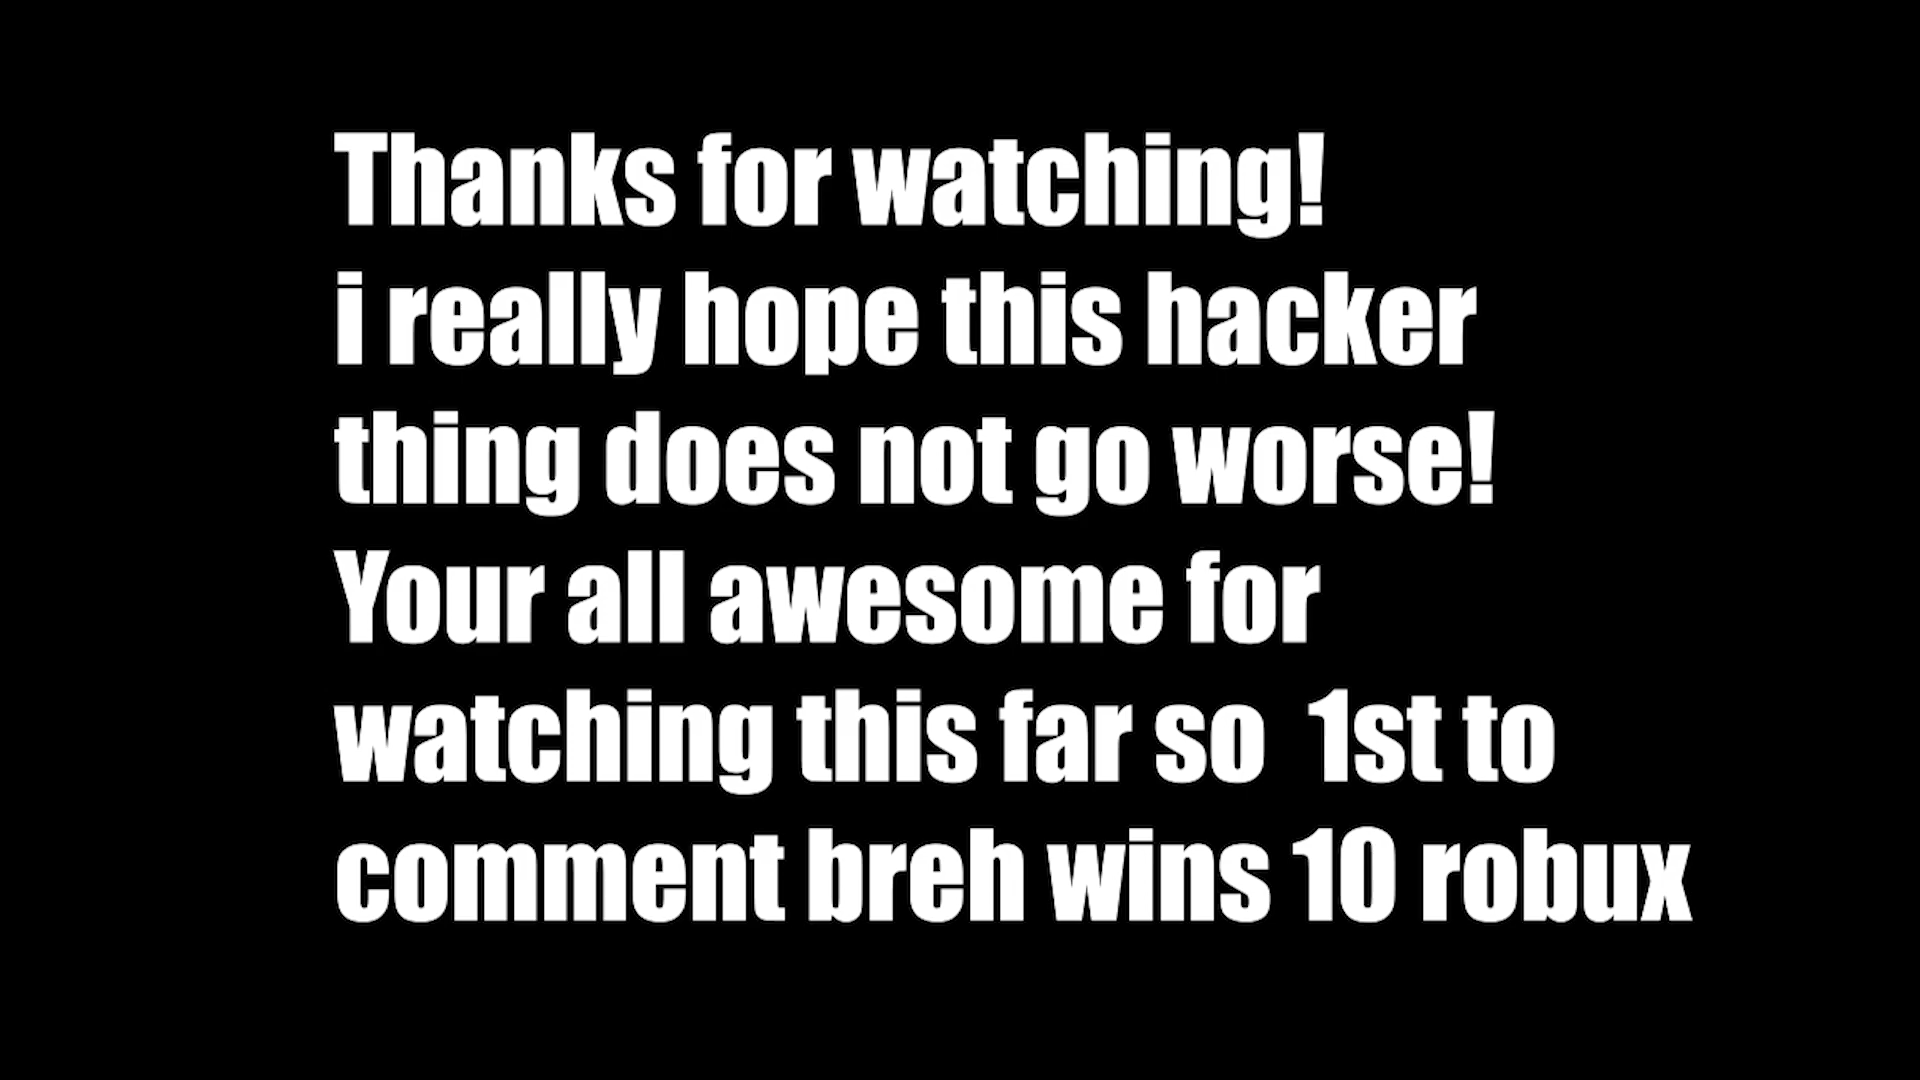 Thanks for watching!
i really hope this hacker
thing does not go worse!
Your all awesome for
watching this far so  1st to
comment breh wins 10 robux